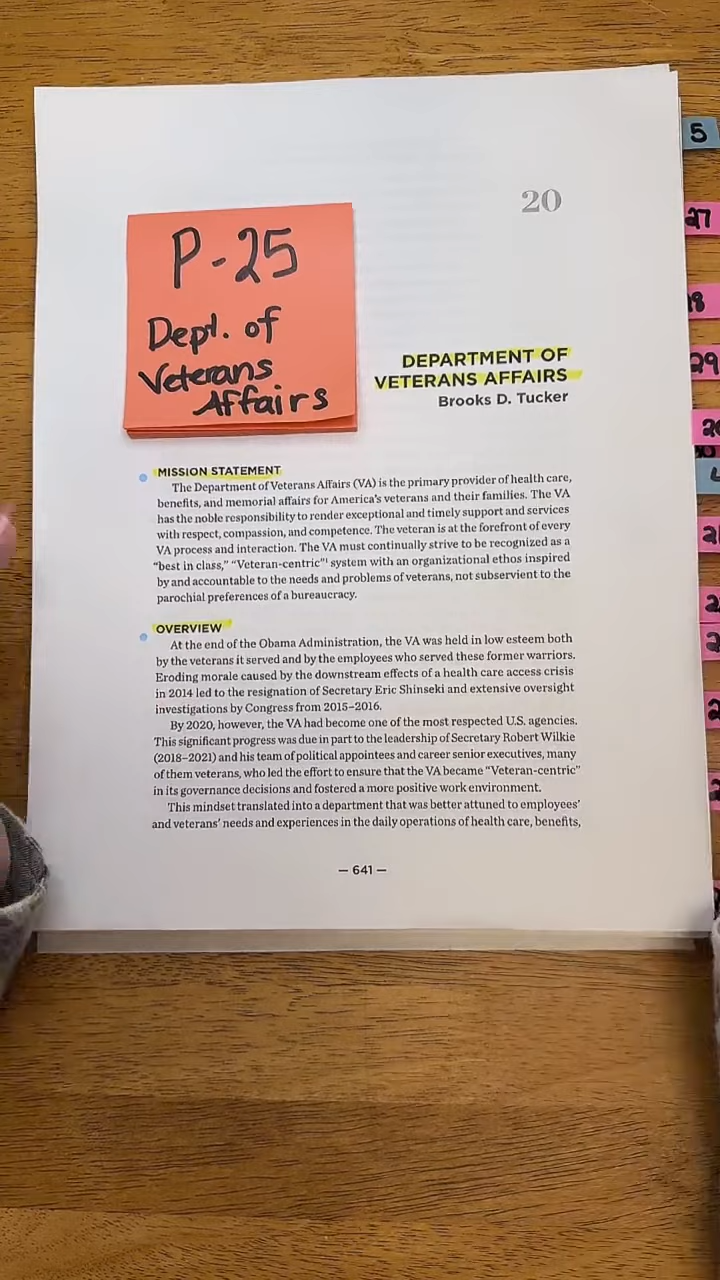 20
P-25
Dept. of
Veterans
Affairs
DEPARTMENT OF
VETERANS AFFAIRS
Brooks D. Tucker
MISSION STATEMENT
The Department of Veterans Affairs (VA) is the primary provider of health care,
benefits, and memorial affairs for America's veterans and their families. The VA
has the noble responsibility to render exceptional and timely support and services
with respect, compassion, and competence. The veteran is at the forefront of every
VA process and interaction. The VA must continually strive to be recognized as a
“best in class,” “Veteran-centric”¹ system with an organizational ethos inspired
by and accountable to the needs and problems of veterans, not subservient to the
parochial preferences of a bureaucracy.
OVERVIEW
At the end of the Obama Administration, the VA was held in low esteem both
by the veterans it served and by the employees who served these former warriors.
Eroding morale caused by the downstream effects of a health care access crisis
in 2014 led to the resignation of Secretary Eric Shinseki and extensive oversight
investigations by Congress from 2015–2016.
By 2020, however, the VA had become one of the most respected U.S. agencies.
This significant progress was due in part to the leadership of Secretary Robert Wilkie
(2018–2021) and his team of political appointees and career senior executives, many
of them veterans, who led the effort to ensure that the VA became “Veteran-centric”
in its governance decisions and fostered a more positive work environment.
This mindset translated into a department that was better attuned to employees'
and veterans' needs and experiences in the daily operations of health care, benefits,
— 641 —
5
27
29